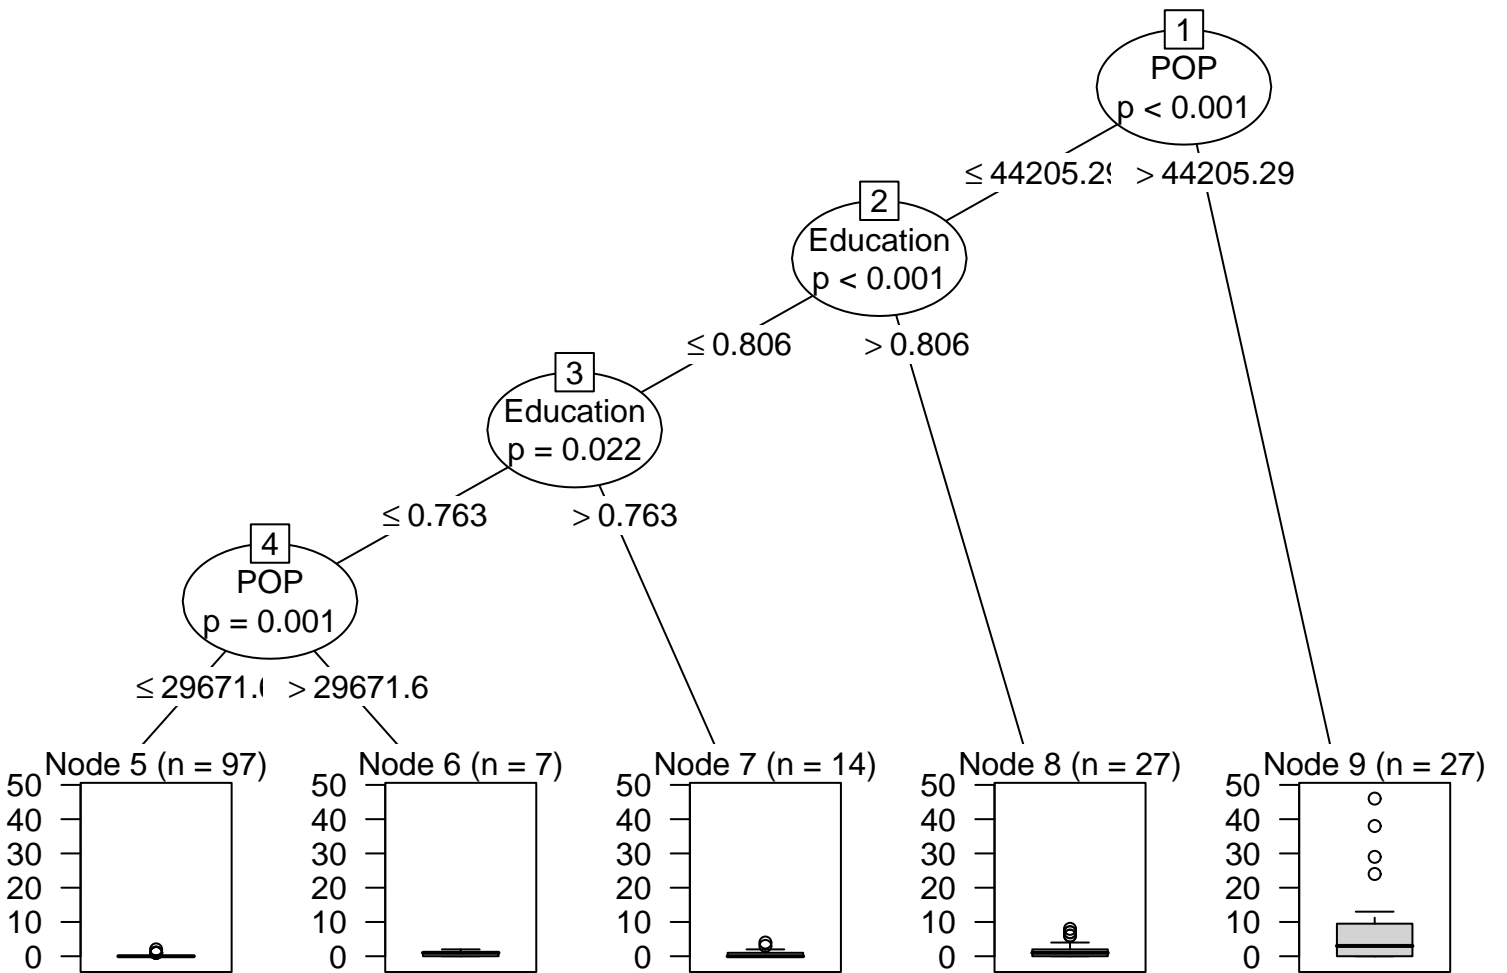 1
POP
p < 0.001
≤ 44205.29 > 44205.29
2
Education
p < 0.001
≤ 0.806 > 0.806
3
Education
p = 0.022
≤ 0.763 > 0.763
4
POP
p = 0.001
≤ 29671.6 > 29671.6
Node 5 (n = 97) Node 6 (n = 7) Node 7 (n = 14) Node 8 (n = 27) Node 9 (n = 27)
50 50 50 50 50
40 40 40 40 40
30 30 30 30 30
20 20 20 20 20
10 10 10 10 10
0 0 0 0 0